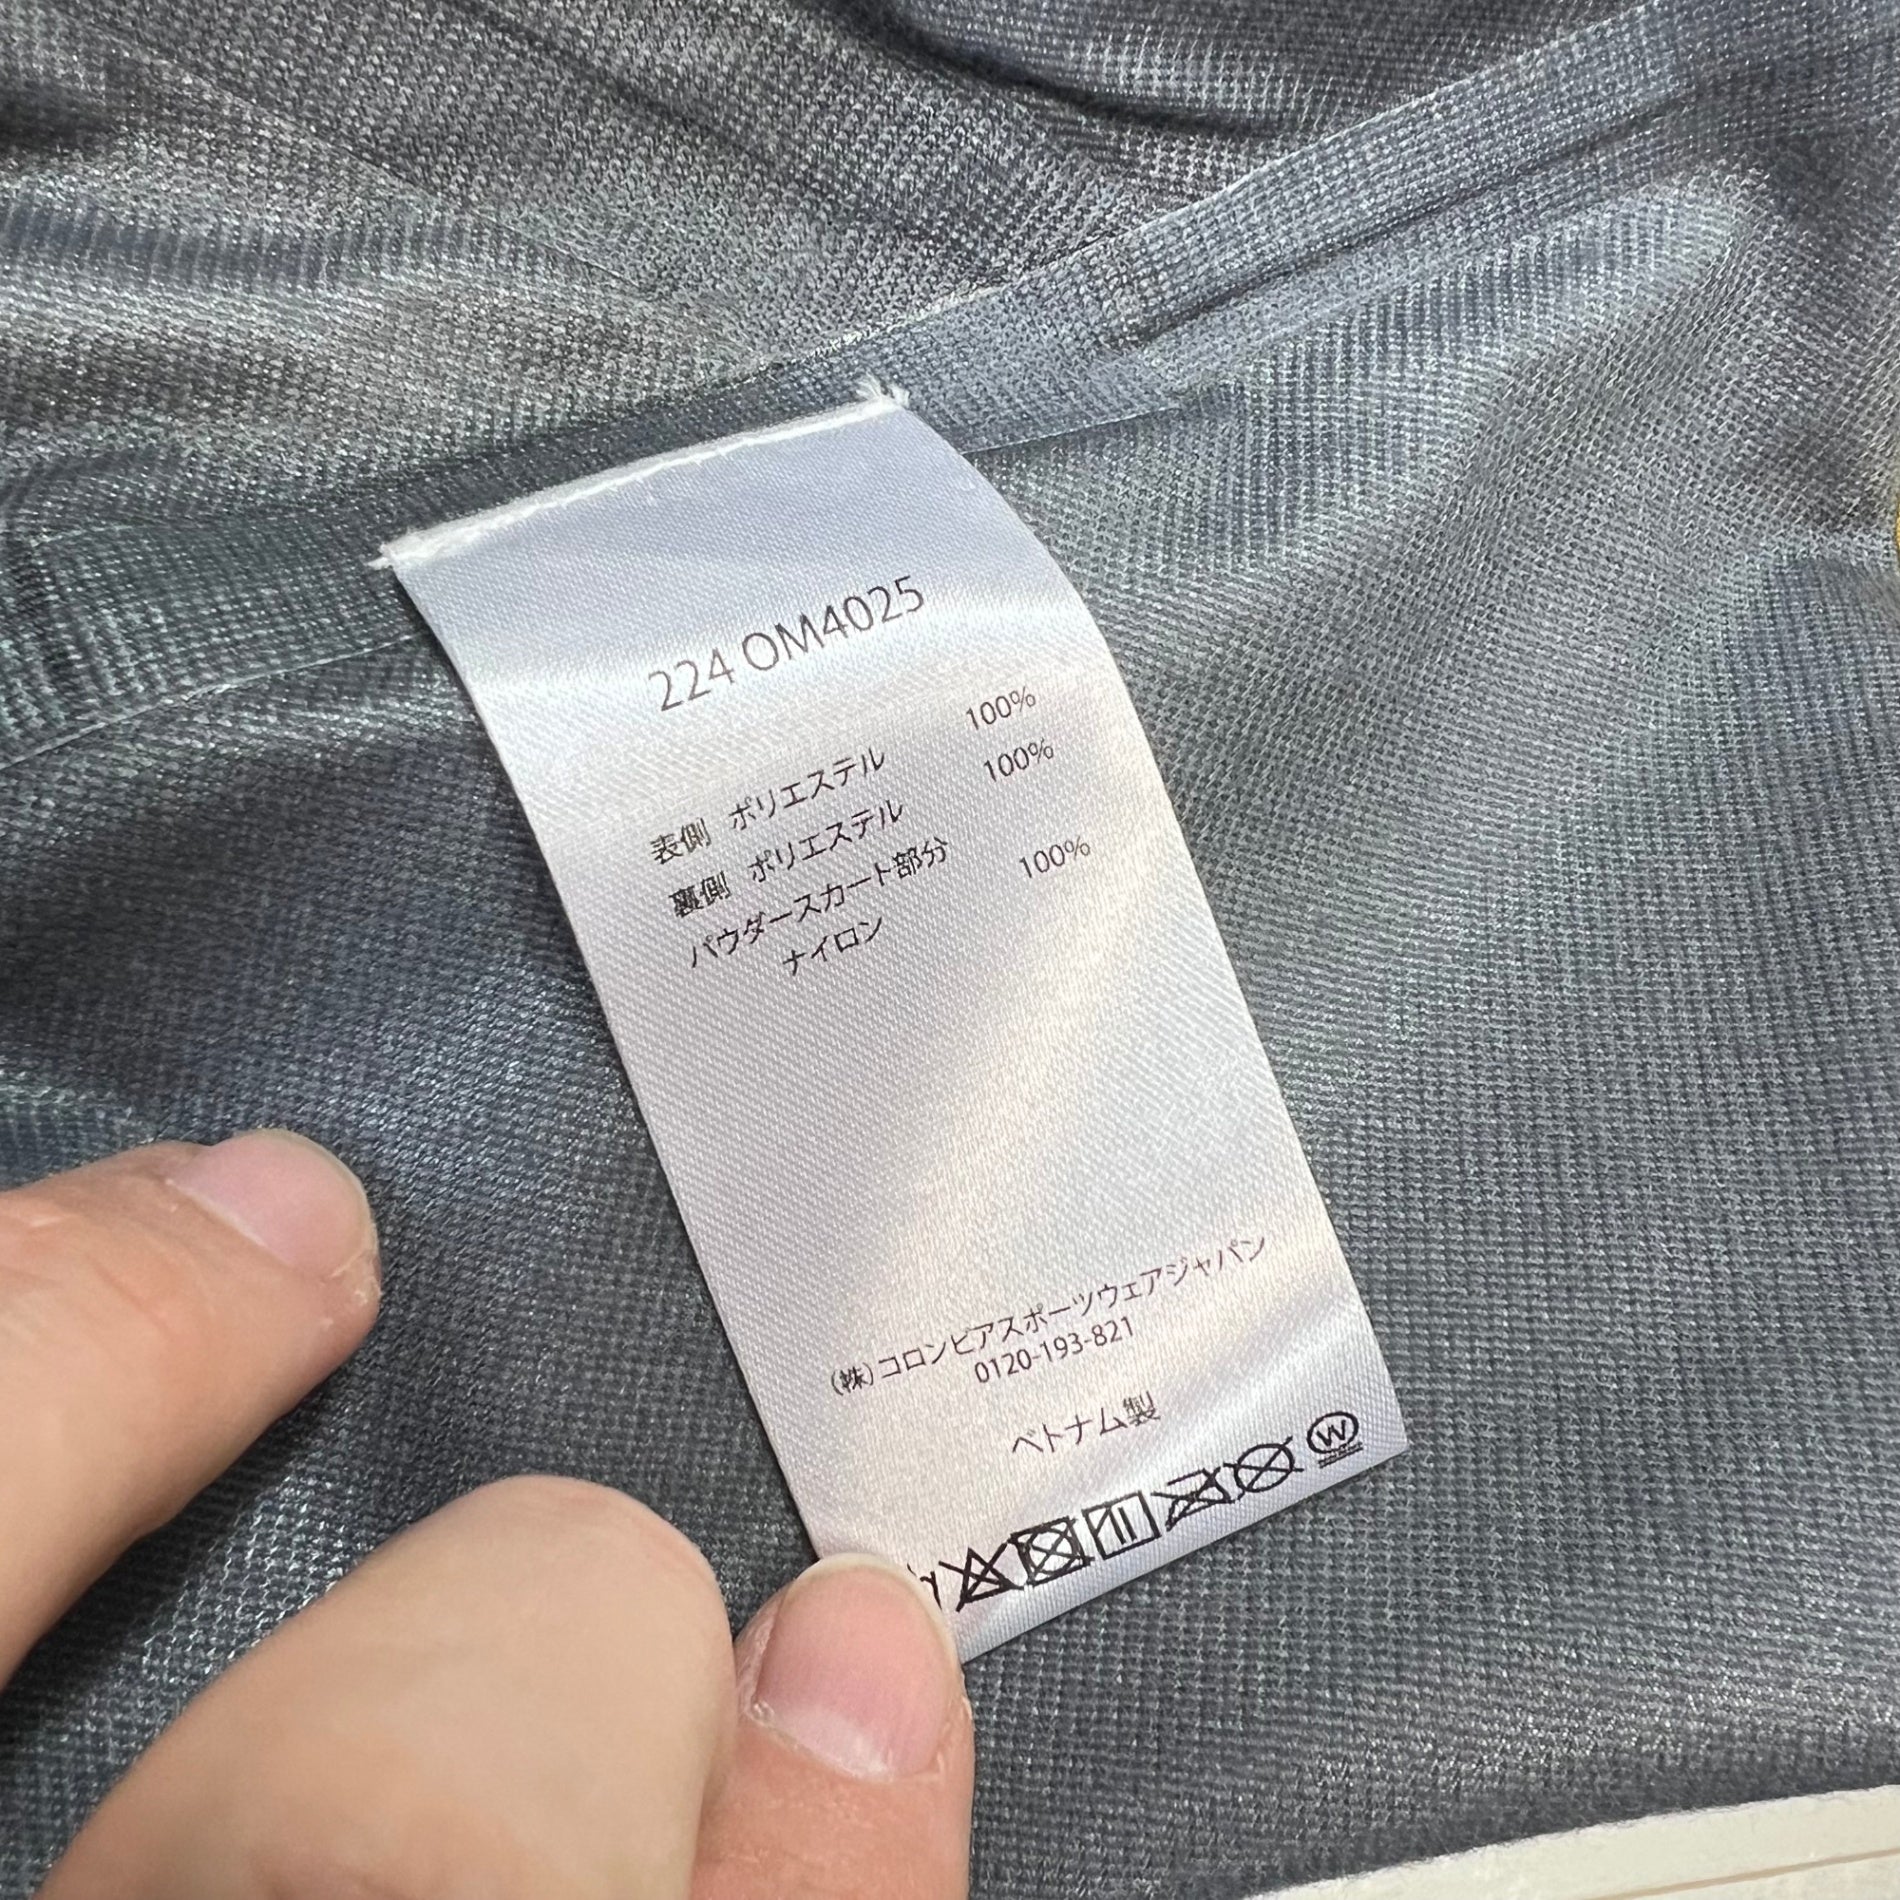 224 OM4025
表側 ポリエステル 100%
裏側 ポリエステル 100%
パウダースカート部分
ナイロン 100%
(株)コロンビアスポーツウェアジャパン
0120-193-821
ベトナム製
W